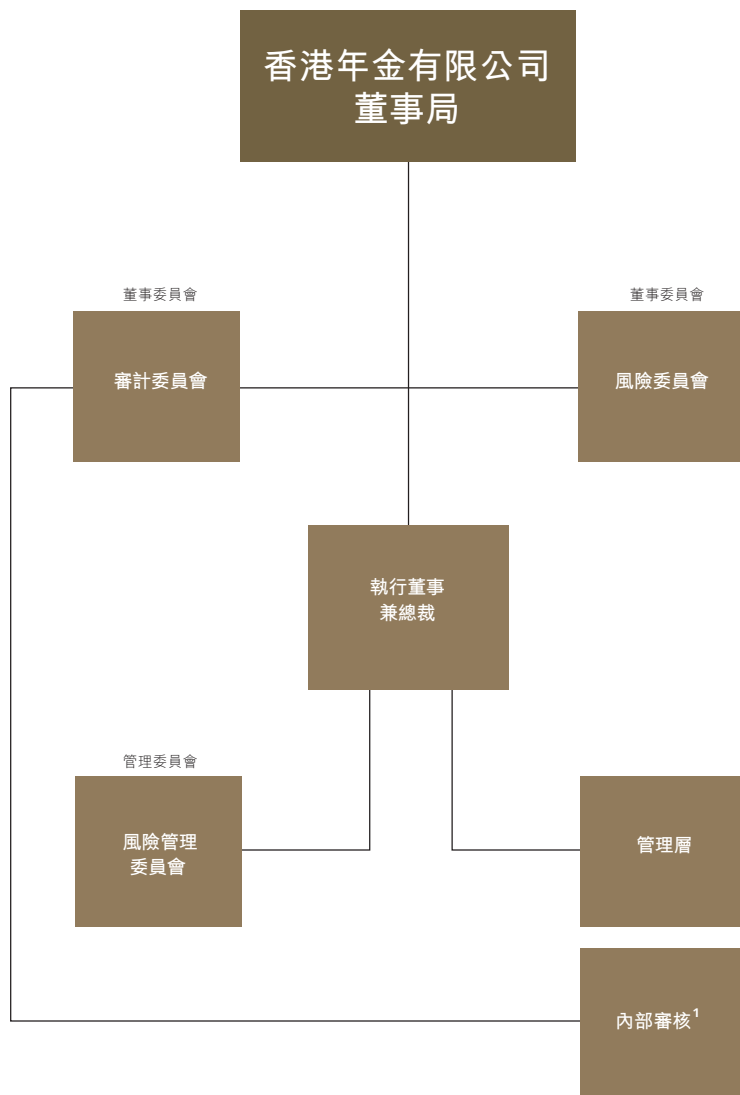 香港年金有限公司
董事局
董事委員會
董事委員會
審計委員會
風險委員會
執行董事
兼總裁
管理委員會
風險管理
委員會
管理層
內部審核¹